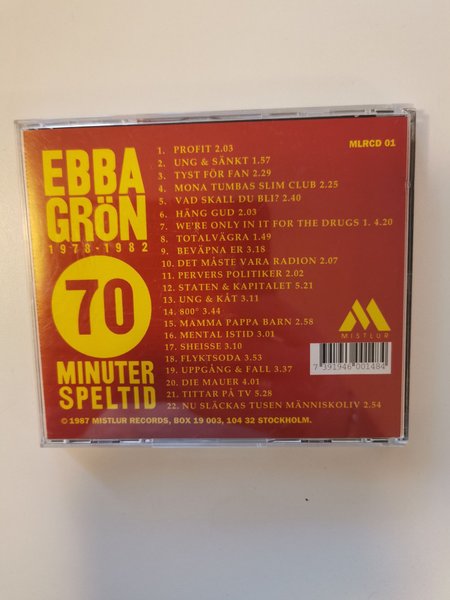 EBBA
GRÖN
1978-1982
70
MINUTER
SPELTID
MLRCD 01
1. PROFIT 2.03
2. UNG & SÄNKT 1.57
3. TYST FÖR FAN 2.29
4. MONA TUMBAS SLIM CLUB 2.25
5. VAD SKALL DU BLI? 2.40
6. HÄNG GUD 2.03
7. WE'RE ONLY IN IT FOR THE DRUGS 1. 4.20
8. TOTALVÄGRA 1.49
9. BEVÄPNA ER 3.18
10. DET MÅSTE VARA RADION 2.07
11. PERVERS POLITIKER 2.02
12. STATEN & KAPITALET 5.21
13. UNG & KÅT 3.11
14. 800° 3.44
15. MAMMA PAPPA BARN 2.58
16. MENTAL ISTID 3.01
17. SHEISSE 3.10
18. FLYKTSODA 3.53
19. UPPGÅNG & FALL 3.37
20. DIE MAUER 4.01
21. TITTAR PÅ TV 5.28
22. NU SLÄCKAS TUSEN MÄNNISKOLIV 2.54
MISTLUR
7 391946 001484
© 1987 MISTLUR RECORDS, BOX 19 003, 104 32 STOCKHOLM.